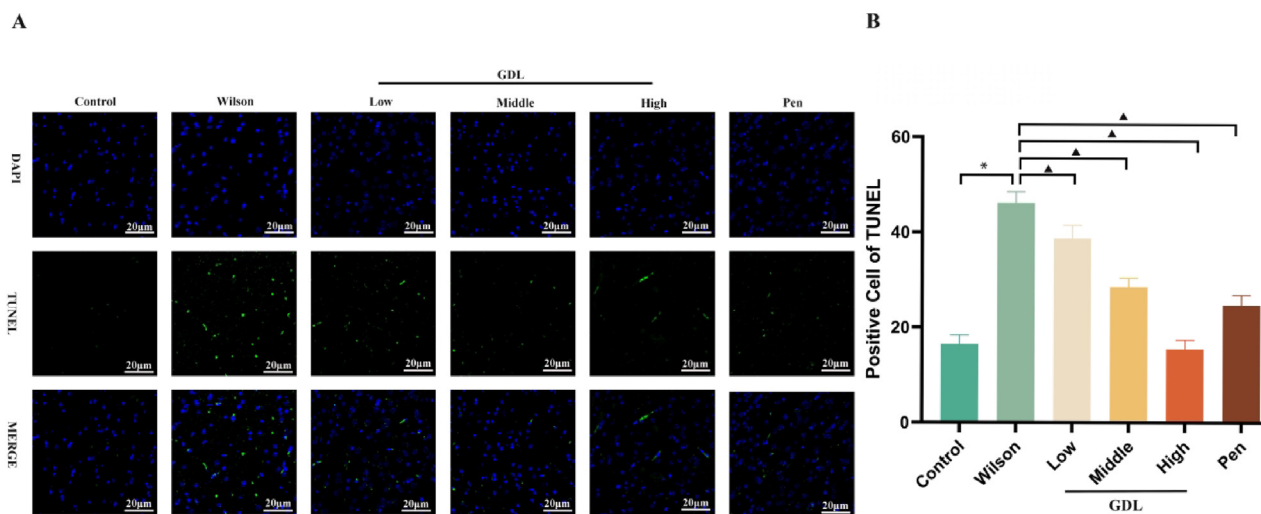 A
GDL
Control Wilson Low Middle High Pen
DAPI
20μm 20μm 20μm 20μm 20μm 20μm
TUNEL
20μm 20μm 20μm 20μm 20μm 20μm
MERGE
20μm 20μm 20μm 20μm 20μm 20μm
B
Positive Cell of TUNEL
60
40
20
0
*
▲
▲
▲
▲
Control Wilson Low Middle High Pen
GDL